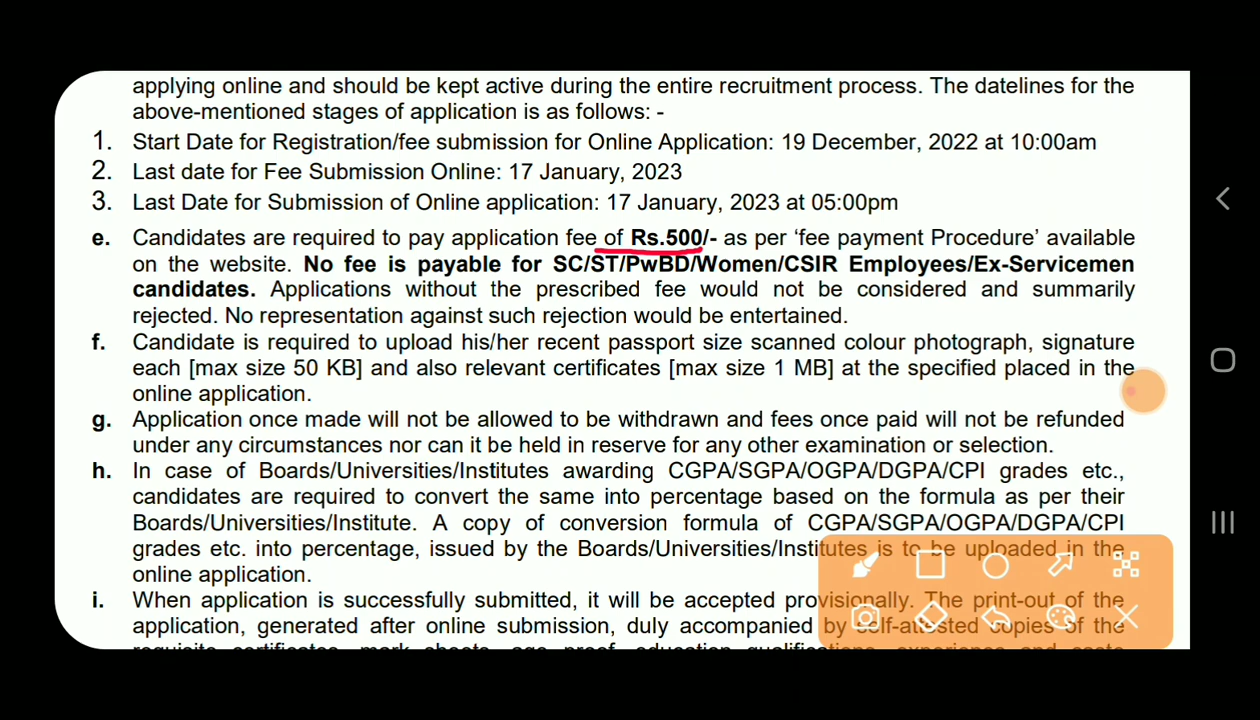 applying online and should be kept active during the entire recruitment process. The datelines for the
above-mentioned stages of application is as follows: -
1. Start Date for Registration/fee submission for Online Application: 19 December, 2022 at 10:00am
2. Last date for Fee Submission Online: 17 January, 2023
3. Last Date for Submission of Online application: 17 January, 2023 at 05:00pm
e. Candidates are required to pay application fee of Rs.500/- as per ‘fee payment Procedure’ available
on the website. No fee is payable for SC/ST/PwBD/Women/CSIR Employees/Ex-Servicemen
candidates. Applications without the prescribed fee would not be considered and summarily
rejected. No representation against such rejection would be entertained.
f. Candidate is required to upload his/her recent passport size scanned colour photograph, signature
each [max size 50 KB] and also relevant certificates [max size 1 MB] at the specified placed in the
online application.
g. Application once made will not be allowed to be withdrawn and fees once paid will not be refunded
under any circumstances nor can it be held in reserve for any other examination or selection.
h. In case of Boards/Universities/Institutes awarding CGPA/SGPA/OGPA/DGPA/CPI grades etc.,
candidates are required to convert the same into percentage based on the formula as per their
Boards/Universities/Institute. A copy of conversion formula of CGPA/SGPA/OGPA/DGPA/CPI
grades etc. into percentage, issued by the Boards/Universities/Institutes is to be uploaded in the
online application.
i. When application is successfully submitted, it will be accepted provisionally. The print-out of the
application, generated after online submission, duly accompanied by self-attested copies of the